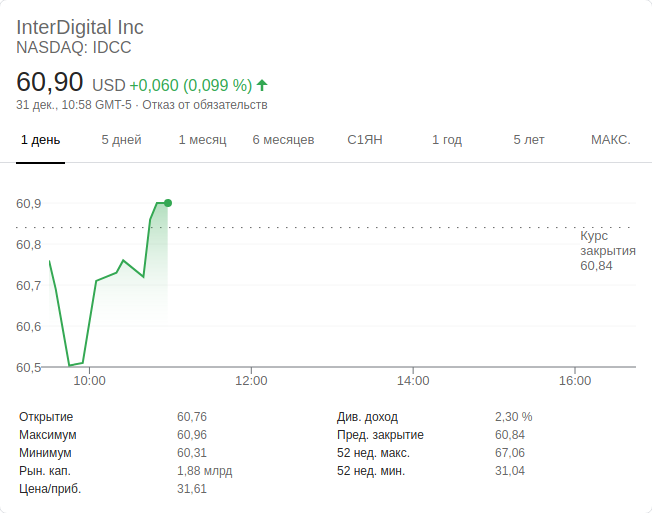 InterDigital Inc
NASDAQ: IDCC
60,90 USD +0,060 (0,099 %)
31 дек., 10:58 GMT-5 · Отказ от обязательств
1 день 5 дней 1 месяц 6 месяцев С1ЯН 1 год 5 лет МАКС.
60,9
Курс
60,8
закрытия
60,84
60,7
60,6
60,5
10:00 12:00 14:00 16:00
Открытие 60,76 Див. доход 2,30 %
Максимум 60,96 Пред. закрытие 60,84
Минимум 60,31 52 нед. макс. 67,06
Рын. кап. 1,88 млрд 52 нед. мин. 31,04
Цена/приб. 31,61